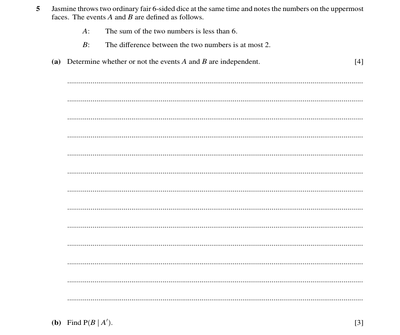 5 Jasmine throws two ordinary fair 6-sided dice at the same time and notes the numbers on the uppermost
faces. The events A and B are defined as follows.
A: The sum of the two numbers is less than 6.
B: The difference between the two numbers is at most 2.
(a) Determine whether or not the events A and B are independent. [4]
(b) Find P(B | A′). [3]